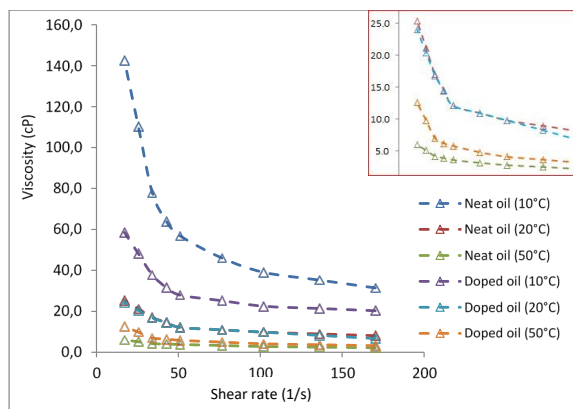 160,0
140,0
120,0
100,0
80,0
60,0
40,0
20,0
0,0
Viscosity (cP)
0
50
100
150
200
Shear rate (1/s)
25.0
20.0
15.0
10.0
5.0
Neat oil (10°C)
Neat oil (20°C)
Neat oil (50°C)
Doped oil (10°C)
Doped oil (20°C)
Doped oil (50°C)